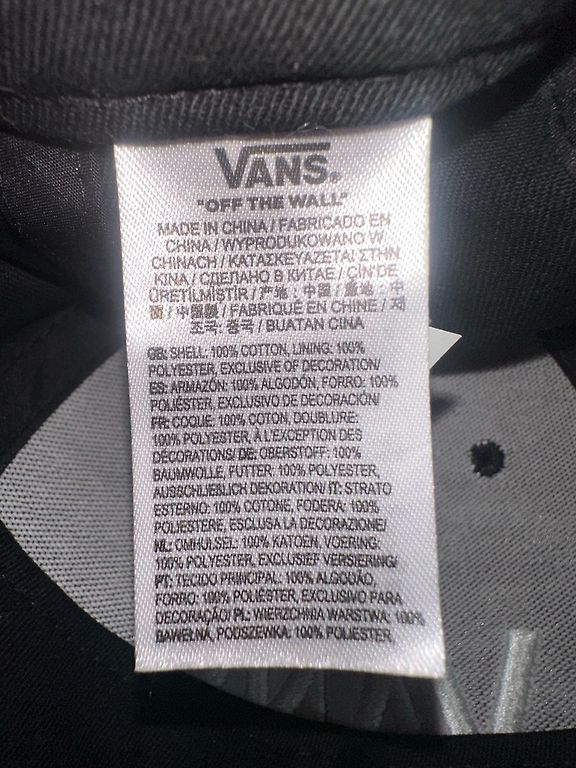 VANS®
"OFF THE WALL"
MADE IN CHINA / FABRICADO EN
CHINA / WYPRODUKOWANO W
CHINACH / ΚΑΤΑΣΚΕΥΑΖΕΤΑΙ ΣΤΗΝ
ΚΙΝΑ / СДЕЛАНО В КИТАЕ / ÇİN'DE
ÜRETİLMİŞTİR / 产地：中国 / 產地：中
國 / 中国製 / FABRIQUÉ EN CHINE / 제
조국: 중국 / BUATAN CINA
GB: SHELL: 100% COTTON, LINING: 100%
POLYESTER, EXCLUSIVE OF DECORATION/
ES: ARMAZÓN: 100% ALGODÓN, FORRO: 100%
POLIÉSTER, EXCLUSIVO DE DECORACIÓN/
FR: COQUE: 100% COTON, DOUBLURE:
100% POLYESTER, À L'EXCEPTION DES
DÉCORATIONS/ DE: OBERSTOFF: 100%
BAUMWOLLE, FUTTER: 100% POLYESTER,
AUSSCHLIEßLICH DEKORATION/ IT: STRATO
ESTERNO: 100% COTONE, FODERA: 100%
POLIESTERE, ESCLUSA LA DECORAZIONE/
NL: OMHULSEL: 100% KATOEN, VOERING:
100% POLYESTER, EXCLUSIEF VERSIERING/
PT: TECIDO PRINCIPAL: 100% ALGODÃO,
FORRO: 100% POLIÉSTER, EXCLUSIVO PARA
DECORAÇÃO/ PL: WIERZCHNIA WARSTWA: 100%
BAWEŁNA, PODSZEWKA: 100% POLIESTER,